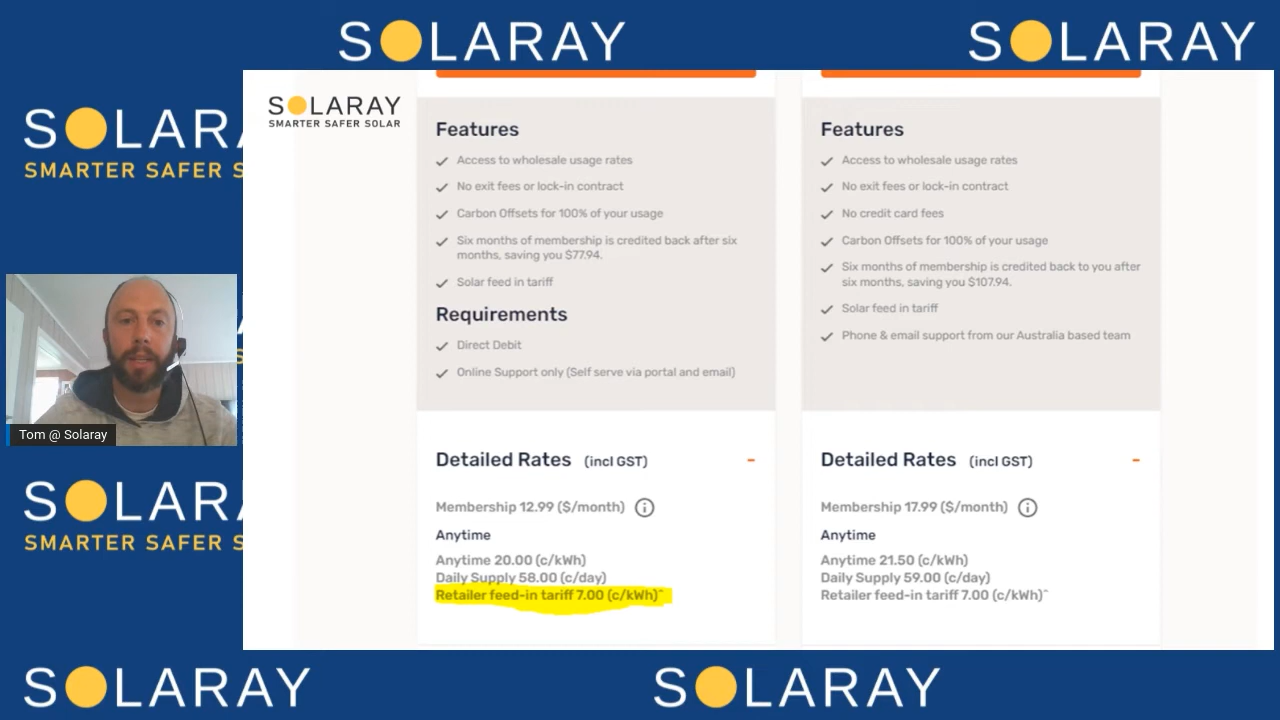 SOLARAY
SOLARAY
SOLARA
SMARTER SAFER S
SOLARAY
SMARTER SAFER SOLAR
Features
Access to wholesale usage rates
No exit fees or lock-in contract
Carbon Offsets for 100% of your usage
Six months of membership is credited back after six
months, saving you $77.94.
Solar feed in tariff
Requirements
Direct Debit
Online Support only (Self serve via portal and email)
Detailed Rates (incl GST) -
Membership 12.99 ($/month)
Anytime
Anytime 20.00 (c/kWh)
Daily Supply 58.00 (c/day)
Retailer feed-in tariff 7.00 (c/kWh)^
Features
Access to wholesale usage rates
No exit fees or lock-in contract
No credit card fees
Carbon Offsets for 100% of your usage
Six months of membership is credited back to you after
six months, saving you $107.94.
Solar feed in tariff
Phone & email support from our Australia based team
Detailed Rates (incl GST) -
Membership 17.99 ($/month)
Anytime
Anytime 21.50 (c/kWh)
Daily Supply 59.00 (c/day)
Retailer feed-in tariff 7.00 (c/kWh)^
Tom @ Solaray
SOLARA
SMARTER SAFER S
SOLARAY
SOLARAY